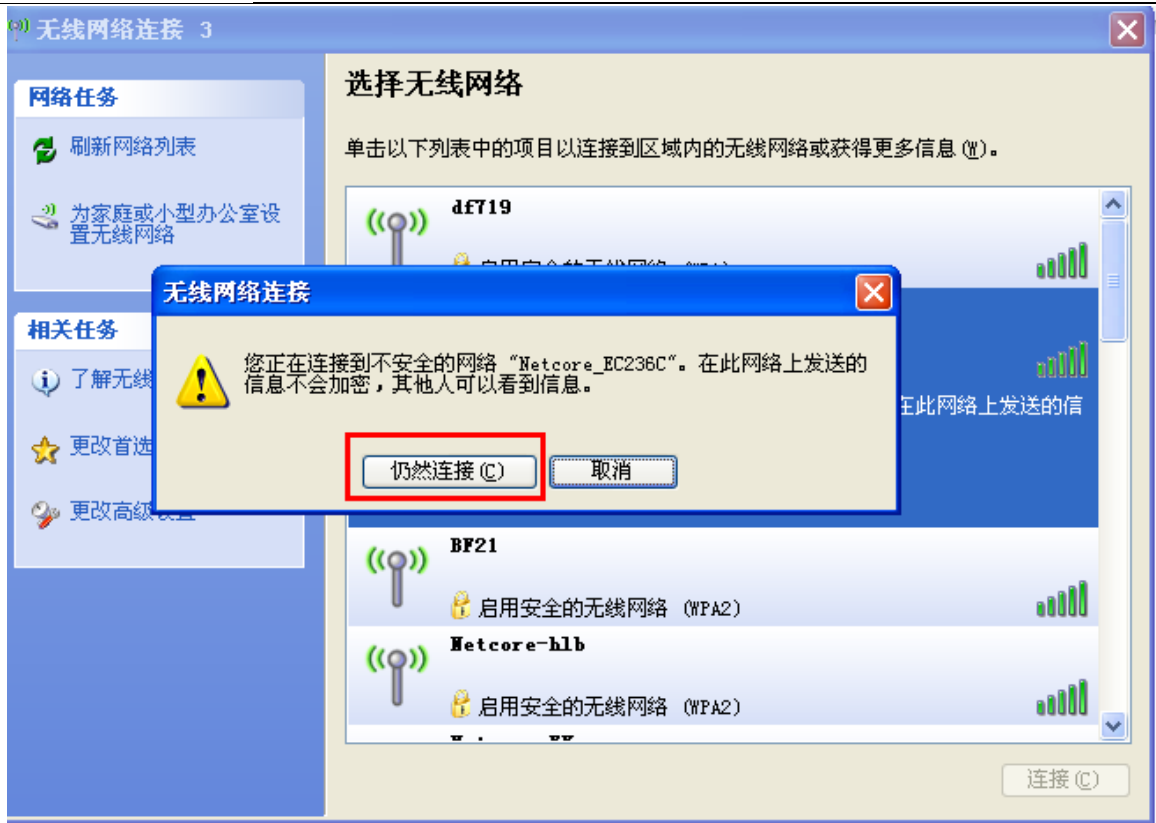 无线网络连接 3
网络任务
刷新网络列表
为家庭或小型办公室设
置无线网络
相关任务
了解无线
更改首选
更改高级
选择无线网络
单击以下列表中的项目以连接到区域内的无线网络或获得更多信息(W)。
df719
无线网络连接
您正在连接到不安全的网络 “Netcore_EC236C”。在此网络上发送的
信息不会加密，其他人可以看到信息。
仍然连接(C)
取消
在此网络上发送的信
BF21
启用安全的无线网络 (WPA2)
Netcore-hlb
启用安全的无线网络 (WPA2)
连接(C)